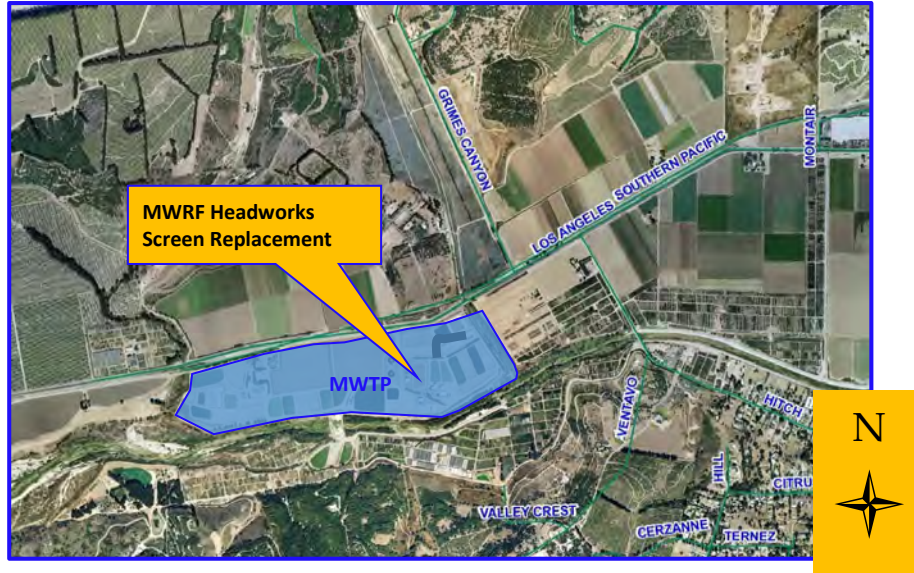 GRIMES CANYON
MONTAIR
LOS ANGELES SOUTHERN PACIFIC
MWRF Headworks
Screen Replacement
MWTP
VENTAVO
HITCH
N
HILL
CITRU
VALLEY CREST
CERZANNE
TERNEZ